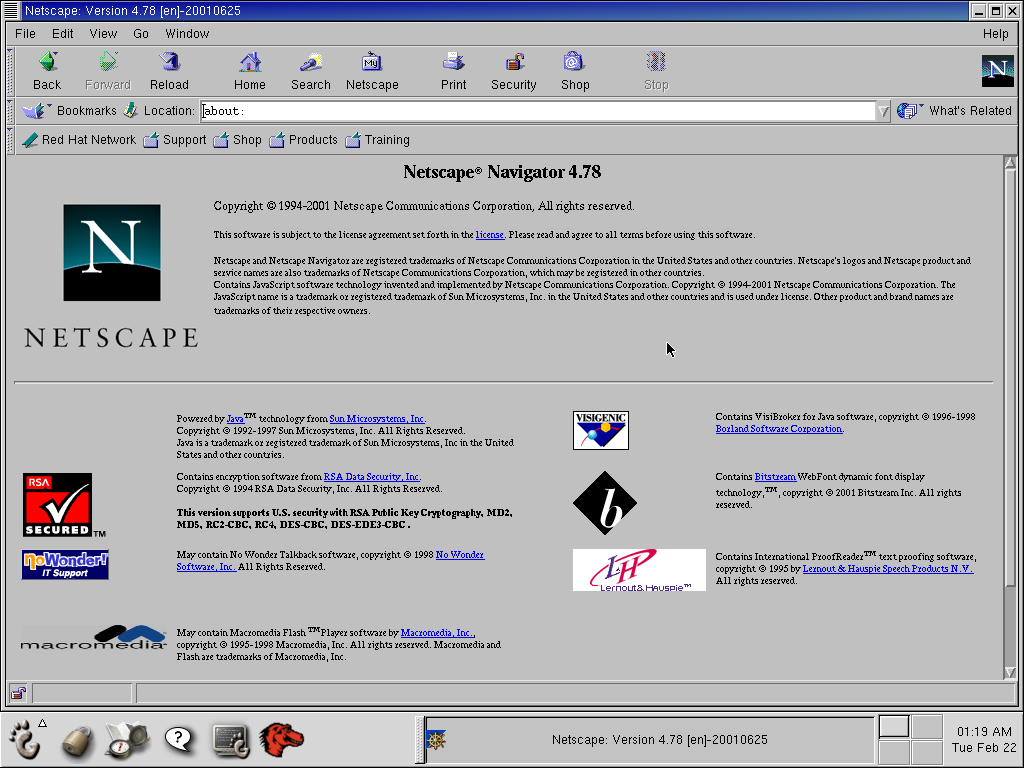 Netscape: Version 4.78 [en]-20010625
File Edit View Go Window Help
Back Forward Reload Home Search Netscape Print Security Shop Stop
My
N
Bookmarks Location: about: What's Related
Red Hat Network Support Shop Products Training
Netscape® Navigator 4.78
N
NETSCAPE
Copyright © 1994-2001 Netscape Communications Corporation, All rights reserved.
This software is subject to the license agreement set forth in the license. Please read and agree to all terms before using this software.
Netscape and Netscape Navigator are registered trademarks of Netscape Communications Corporation in the United States and other countries. Netscape's logos and Netscape product and
service names are also trademarks of Netscape Communications Corporation, which may be registered in other countries.
Contains JavaScript software technology invented and implemented by Netscape Communications Corporation. Copyright © 1994-2001 Netscape Communications Corporation. The
JavaScript name is a trademark or registered trademark of Sun Microsystems, Inc. in the United States and other countries and is used under license. Other product and brand names are
trademarks of their respective owners.
Powered by Java™ technology from Sun Microsystems, Inc.
Copyright © 1992-1997 Sun Microsystems, Inc. All Rights Reserved.
Java is a trademark or registered trademark of Sun Microsystems, Inc in the United
States and other countries.
VISIGENIC
Contains VisiBroker for Java software, copyright © 1996-1998
Borland Software Corporation.
RSA
SECURED™
Contains encryption software from RSA Data Security, Inc.
Copyright © 1994 RSA Data Security, Inc. All Rights Reserved.
This version supports U.S. security with RSA Public Key Cryptography, MD2,
MD5, RC2-CBC, RC4, DES-CBC, DES-EDE3-CBC .
b
Contains Bitstream WebFont dynamic font display
technology,™, copyright © 2001 Bitstream Inc. All rights
reserved.
noWonder!
IT Support
May contain No Wonder Talkback software, copyright © 1998 No Wonder
Software, Inc. All Rights Reserved.
LH
Lernout & Hauspie™
Contains International ProofReader™ text proofing software,
copyright © 1995 by Lernout & Hauspie Speech Products N.V.
All rights reserved.
macromedia
May contain Macromedia Flash ™Player software by Macromedia, Inc.,
copyright © 1995-1998 Macromedia, Inc. All rights reserved. Macromedia and
Flash are trademarks of Macromedia, Inc.
?
Netscape: Version 4.78 [en]-20010625
01:19 AM
Tue Feb 22